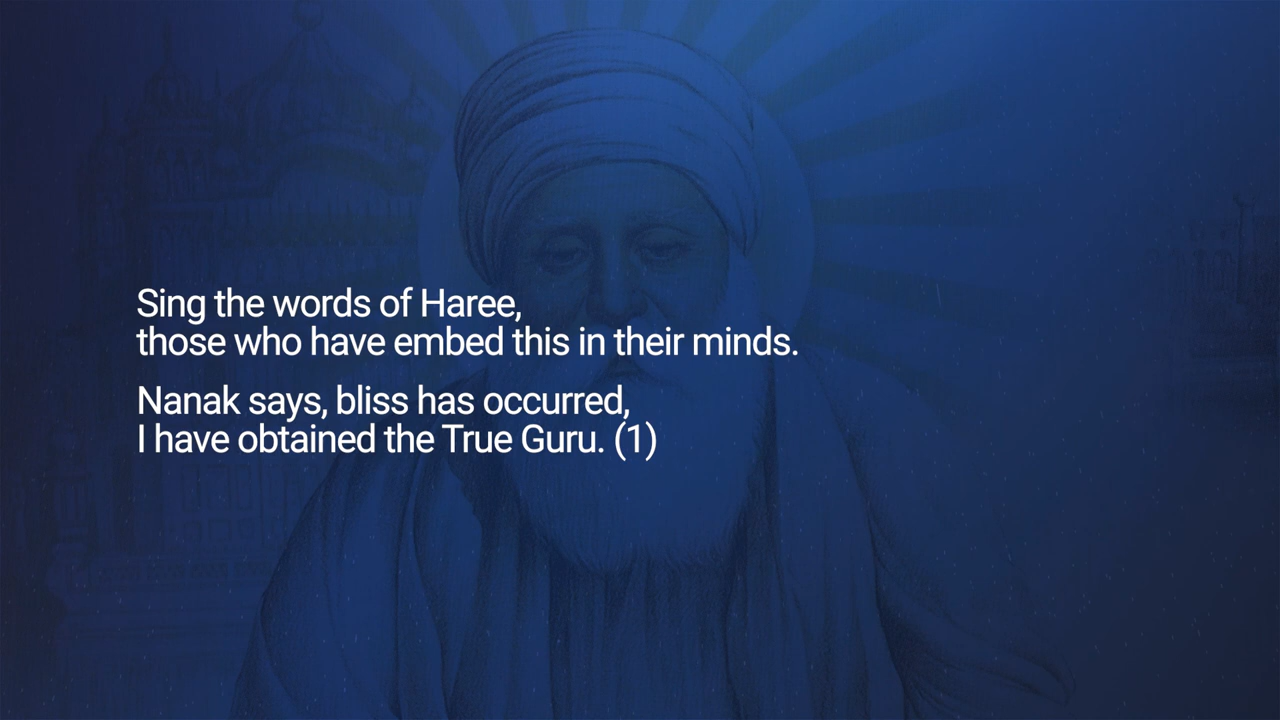 Sing the words of Haree,
those who have embed this in their minds.
Nanak says, bliss has occurred,
I have obtained the True Guru. (1)